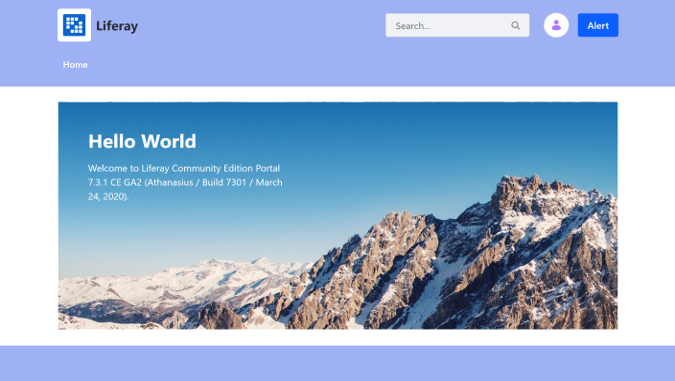 Liferay
Search...
Alert
Home
Hello World
Welcome to Liferay Community Edition Portal
7.3.1 CE GA2 (Athanasius / Build 7301 / March
24, 2020).